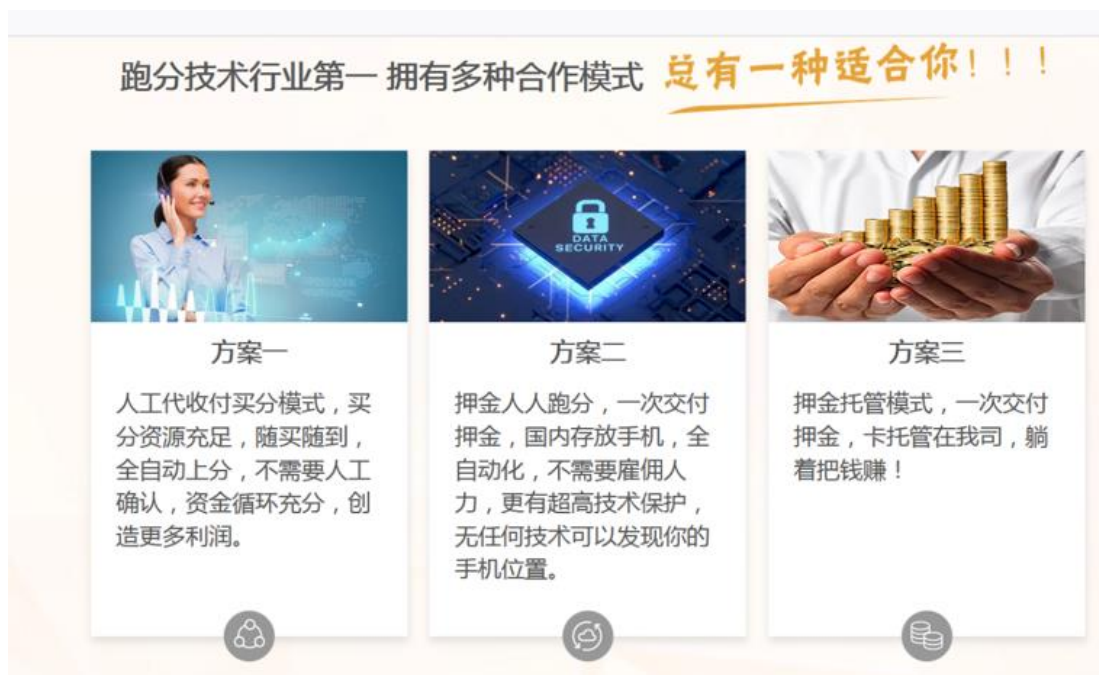 跑分技术行业第一 拥有多种合作模式 总有一种适合你！！！
DATA
SECURITY
方案一
人工代收付买分模式，买
分资源充足，随买随到，
全自动上分，不需要人工
确认，资金循环充分，创
造更多利润。
方案二
押金人人跑分，一次交付
押金，国内存放手机，全
自动化，不需要雇佣人
力，更有超高技术保护，
无任何技术可以发现你的
手机位置。
方案三
押金托管模式，一次交付
押金，卡托管在我司，躺
着把钱赚！